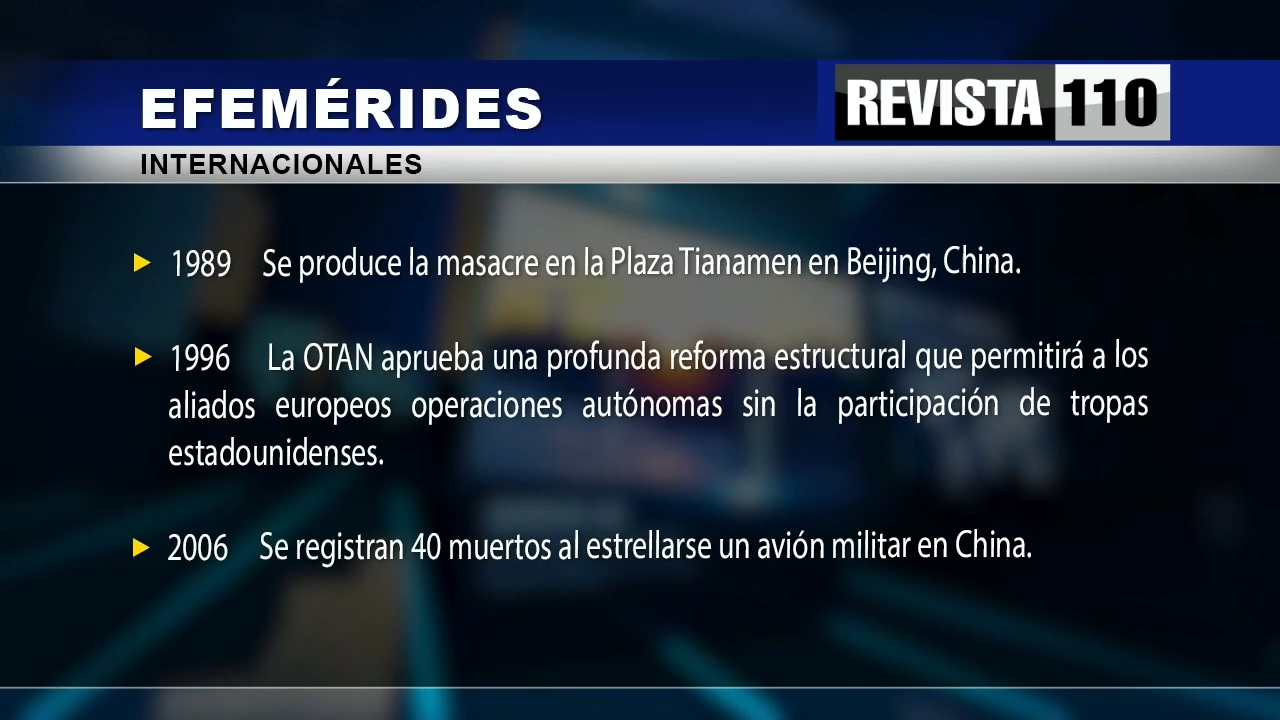 EFEMÉRIDES
REVISTA 110
INTERNACIONALES
1989 Se produce la masacre en la Plaza Tianamen en Beijing, China.
1996 La OTAN aprueba una profunda reforma estructural que permitirá a los
aliados europeos operaciones autónomas sin la participación de tropas
estadounidenses.
2006 Se registran 40 muertos al estrellarse un avión militar en China.